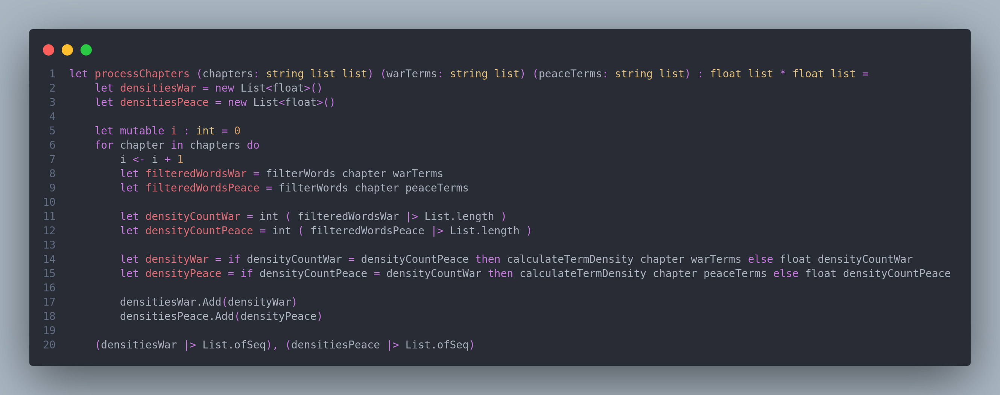 1 let processChapters (chapters: string list list) (warTerms: string list) (peaceTerms: string list) : float list * float list =
2     let densitiesWar = new List<float>()
3     let densitiesPeace = new List<float>()
4
5     let mutable i : int = 0
6     for chapter in chapters do
7         i <- i + 1
8         let filteredWordsWar = filterWords chapter warTerms
9         let filteredWordsPeace = filterWords chapter peaceTerms
10
11         let densityCountWar = int ( filteredWordsWar |> List.length )
12         let densityCountPeace = int ( filteredWordsPeace |> List.length )
13
14         let densityWar = if densityCountWar = densityCountPeace then calculateTermDensity chapter warTerms else float densityCountWar
15         let densityPeace = if densityCountPeace = densityCountWar then calculateTermDensity chapter peaceTerms else float densityCountPeace
16
17         densitiesWar.Add(densityWar)
18         densitiesPeace.Add(densityPeace)
19
20     (densitiesWar |> List.ofSeq), (densitiesPeace |> List.ofSeq)